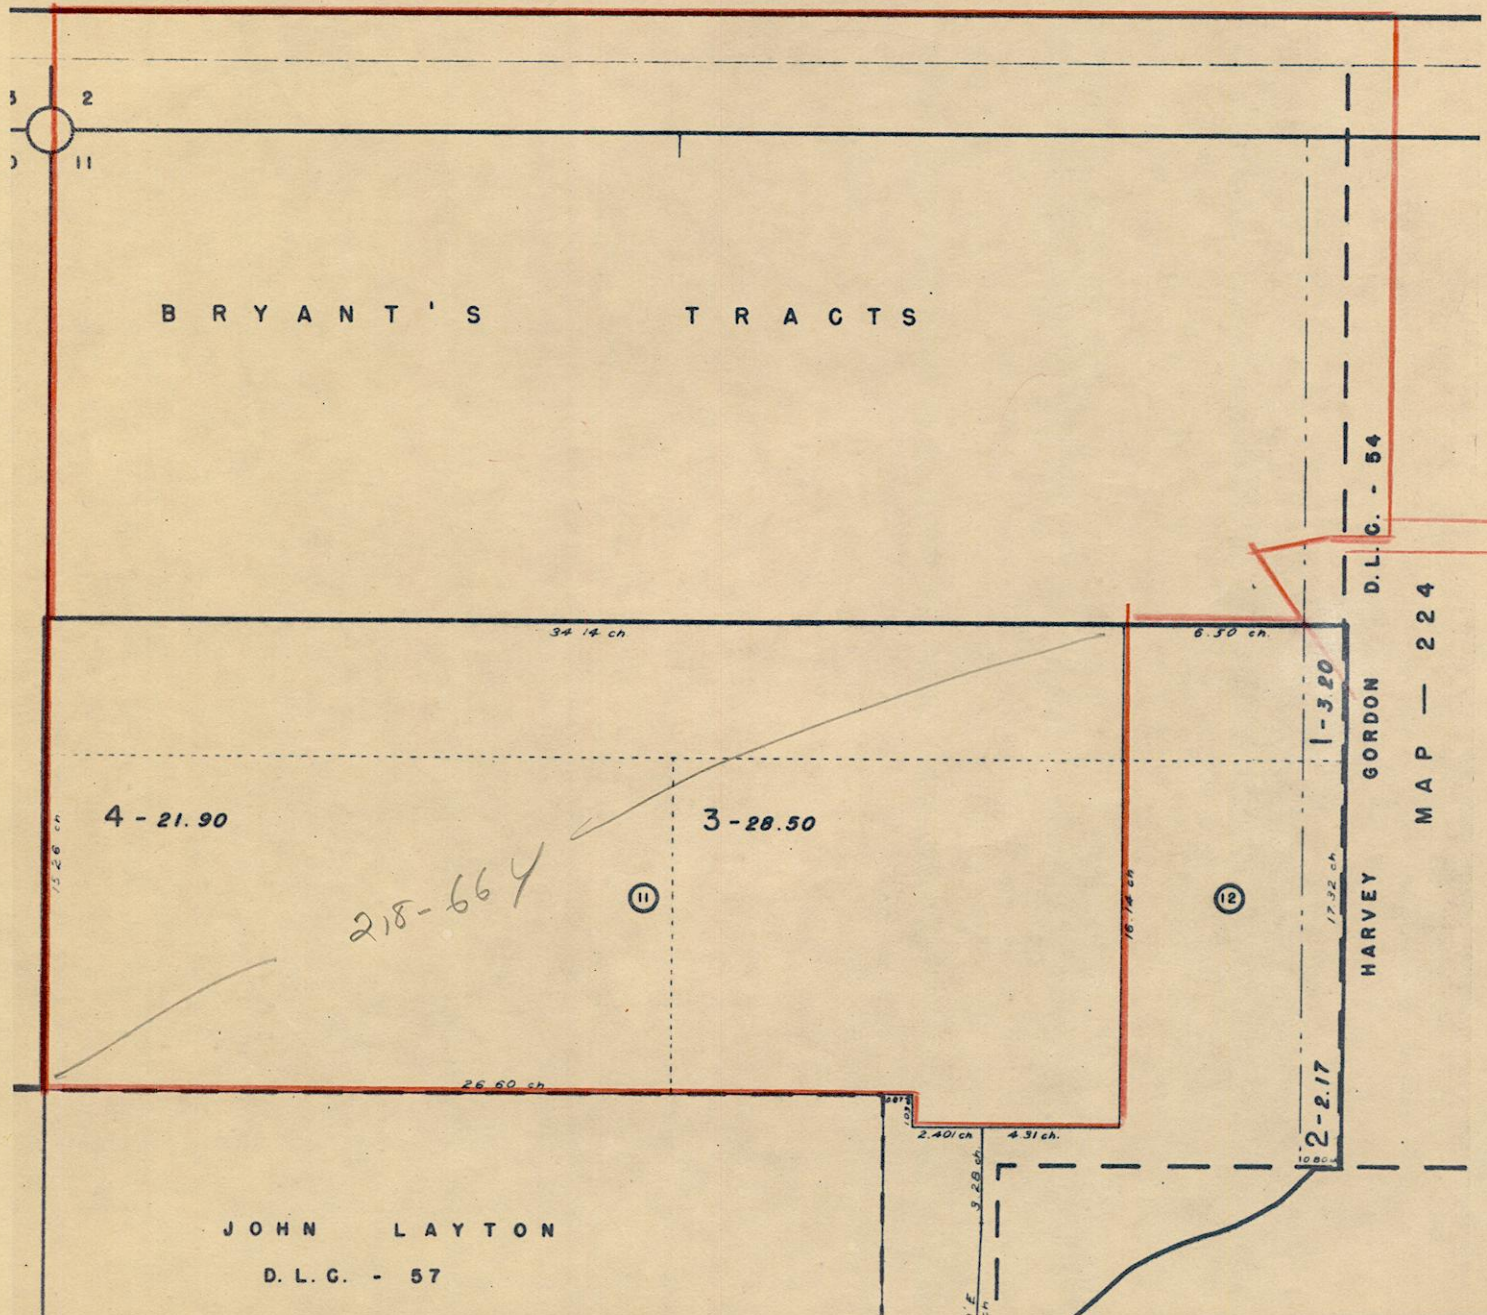 2
11
BRYANT'S TRACTS
D.L.C. - 54
34.14 ch
6.50 ch.
1-3.20
GORDON
MAP — 224
4-21.90
3-28.50
15.26 ch
218-664
11
16.14 ch
12
17.32 ch
HARVEY
26.60 ch
2-2.17
2.401 ch
4.31 ch.
3.28 ch.
JOHN LAYTON
D.L.C. - 57